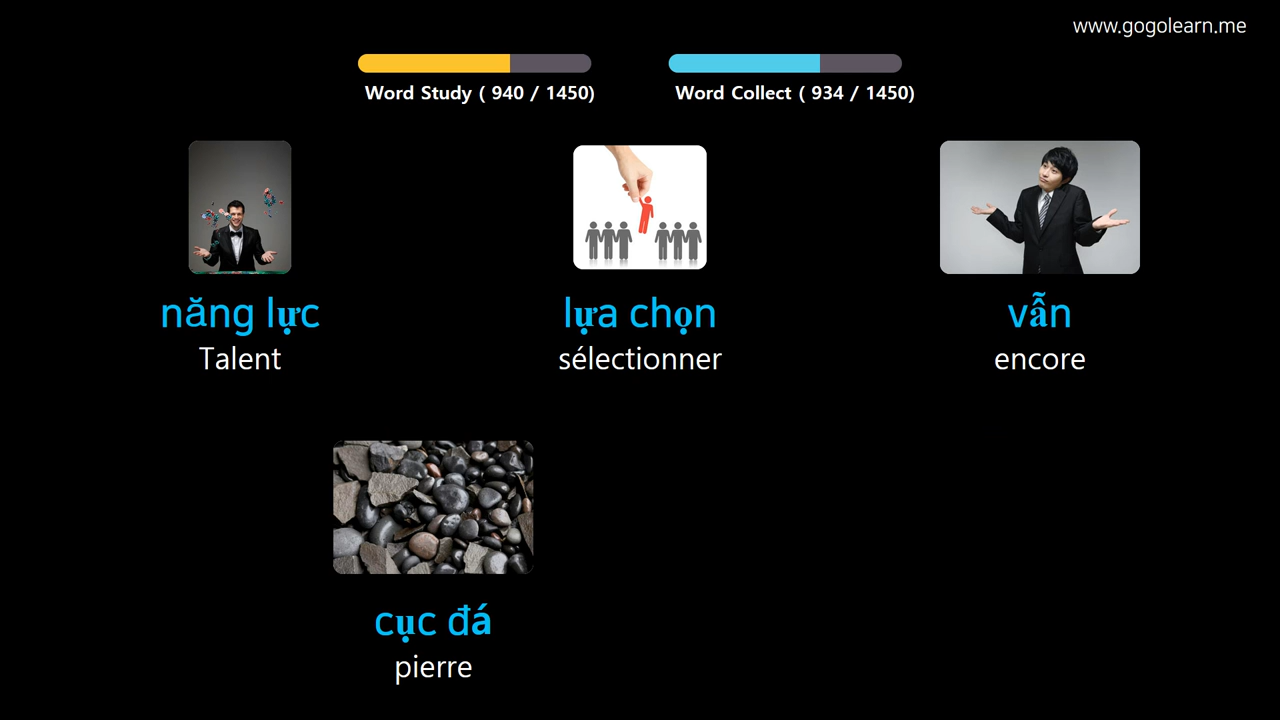 www.gogolearn.me
Word Study ( 940 / 1450)
Word Collect ( 934 / 1450)
năng lực
Talent
lựa chọn
sélectionner
vẫn
encore
cục đá
pierre